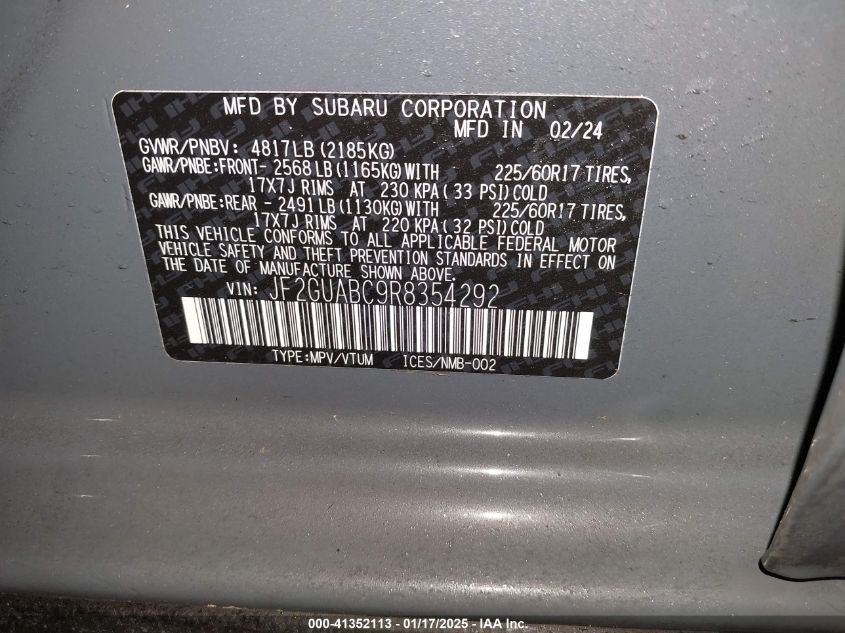 MFD BY SUBARU CORPORATION
MFD IN 02/24
GVWR/PNBV: 4817LB (2185KG)
GAWR/PNBE:FRONT- 2568 LB (1165KG) WITH 225/60R17 TIRES,
17X7J RIMS AT 230 KPA ( 33 PSI) COLD
GAWR/PNBE:REAR - 2491 LB (1130KG) WITH 225/60R17 TIRES,
17X7J RIMS AT 220 KPA ( 32 PSI) COLD
THIS VEHICLE CONFORMS TO ALL APPLICABLE FEDERAL MOTOR
VEHICLE SAFETY AND THEFT PREVENTION STANDARDS IN EFFECT ON
THE DATE OF MANUFACTURE SHOWN ABOVE.
VIN: JF2GUABC9R8354292
TYPE:MPV/VTUM ICES/NMB-002
000-41352113 - 01/17/2025 - IAA Inc.